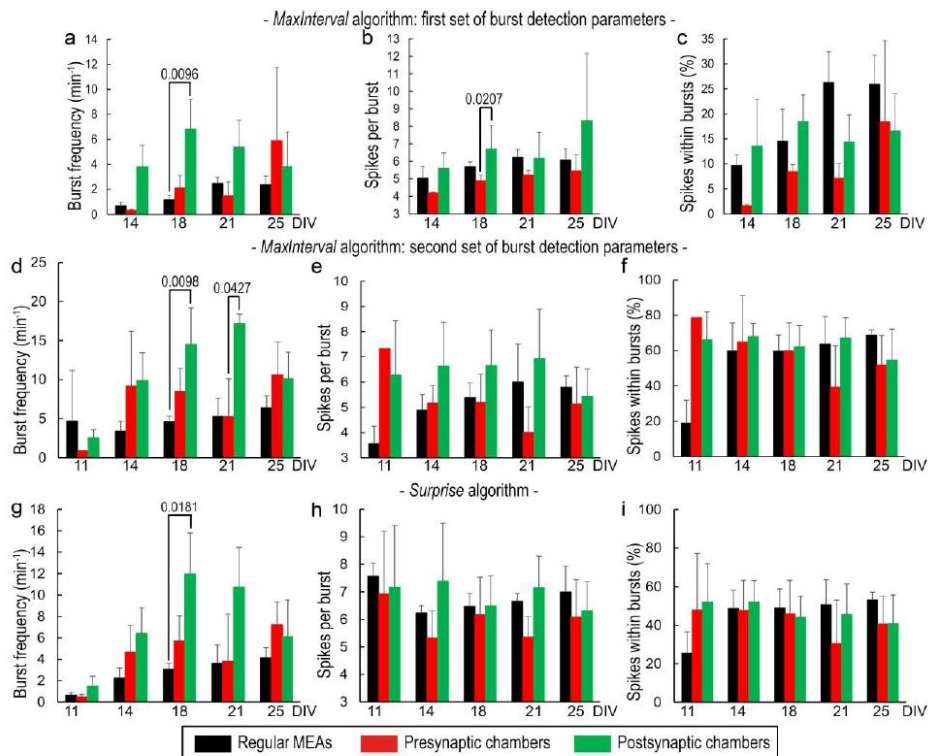 - MaxInterval algorithm: first set of burst detection parameters -
a
Burst frequency (min⁻¹)
14
12
10
8
6
4
2
0
0.0096
14 18 21 25 DIV
b
Spikes per burst
13
12
11
10
9
8
7
6
5
4
3
0.0207
14 18 21 25 DIV
c
Spikes within bursts (%)
35
30
25
20
15
10
5
0
14 18 21 25 DIV
- MaxInterval algorithm: second set of burst detection parameters -
d
Burst frequency (min⁻¹)
25
20
15
10
5
0
0.0098
0.0427
11 14 18 21 25 DIV
e
Spikes per burst
10
9
8
7
6
5
4
3
11 14 18 21 25 DIV
f
Spikes within bursts (%)
100
80
60
40
20
0
11 14 18 21 25 DIV
- Surprise algorithm -
g
Burst frequency (min⁻¹)
18
16
14
12
10
8
6
4
2
0
0.0181
11 14 18 21 25 DIV
h
Spikes per burst
10
9
8
7
6
5
4
3
11 14 18 21 25 DIV
i
Spikes within bursts (%)
100
80
60
40
20
0
11 14 18 21 25 DIV
Regular MEAs Presynaptic chambers Postsynaptic chambers